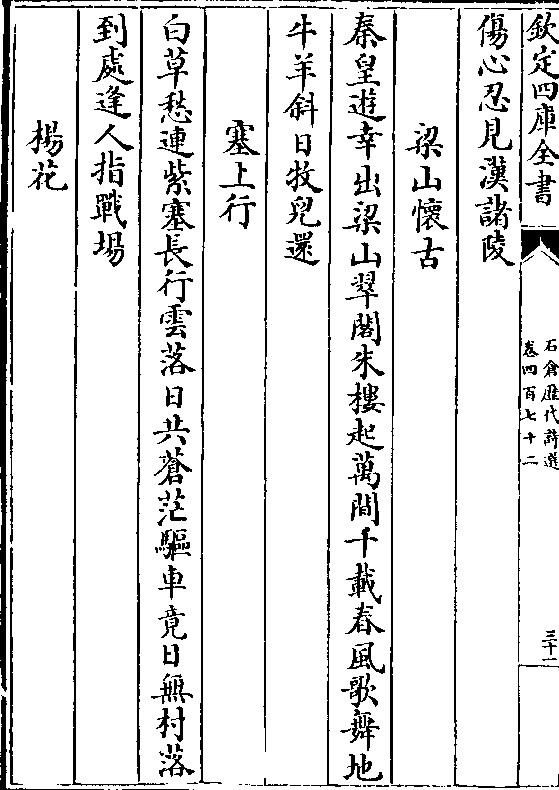 欽定四庫全書
石倉歴代詩選
卷四百七十二
三十一
傷心忍見漢諸陵
梁山懷古
秦皇遊幸出梁山翠閣朱樓起萬間千載春風歌舞地
牛羊斜日牧兒還
塞上行
白草愁連紫塞長行雲落日共蒼茫驅車竟日無村落
到處逢人指戰場
楊花